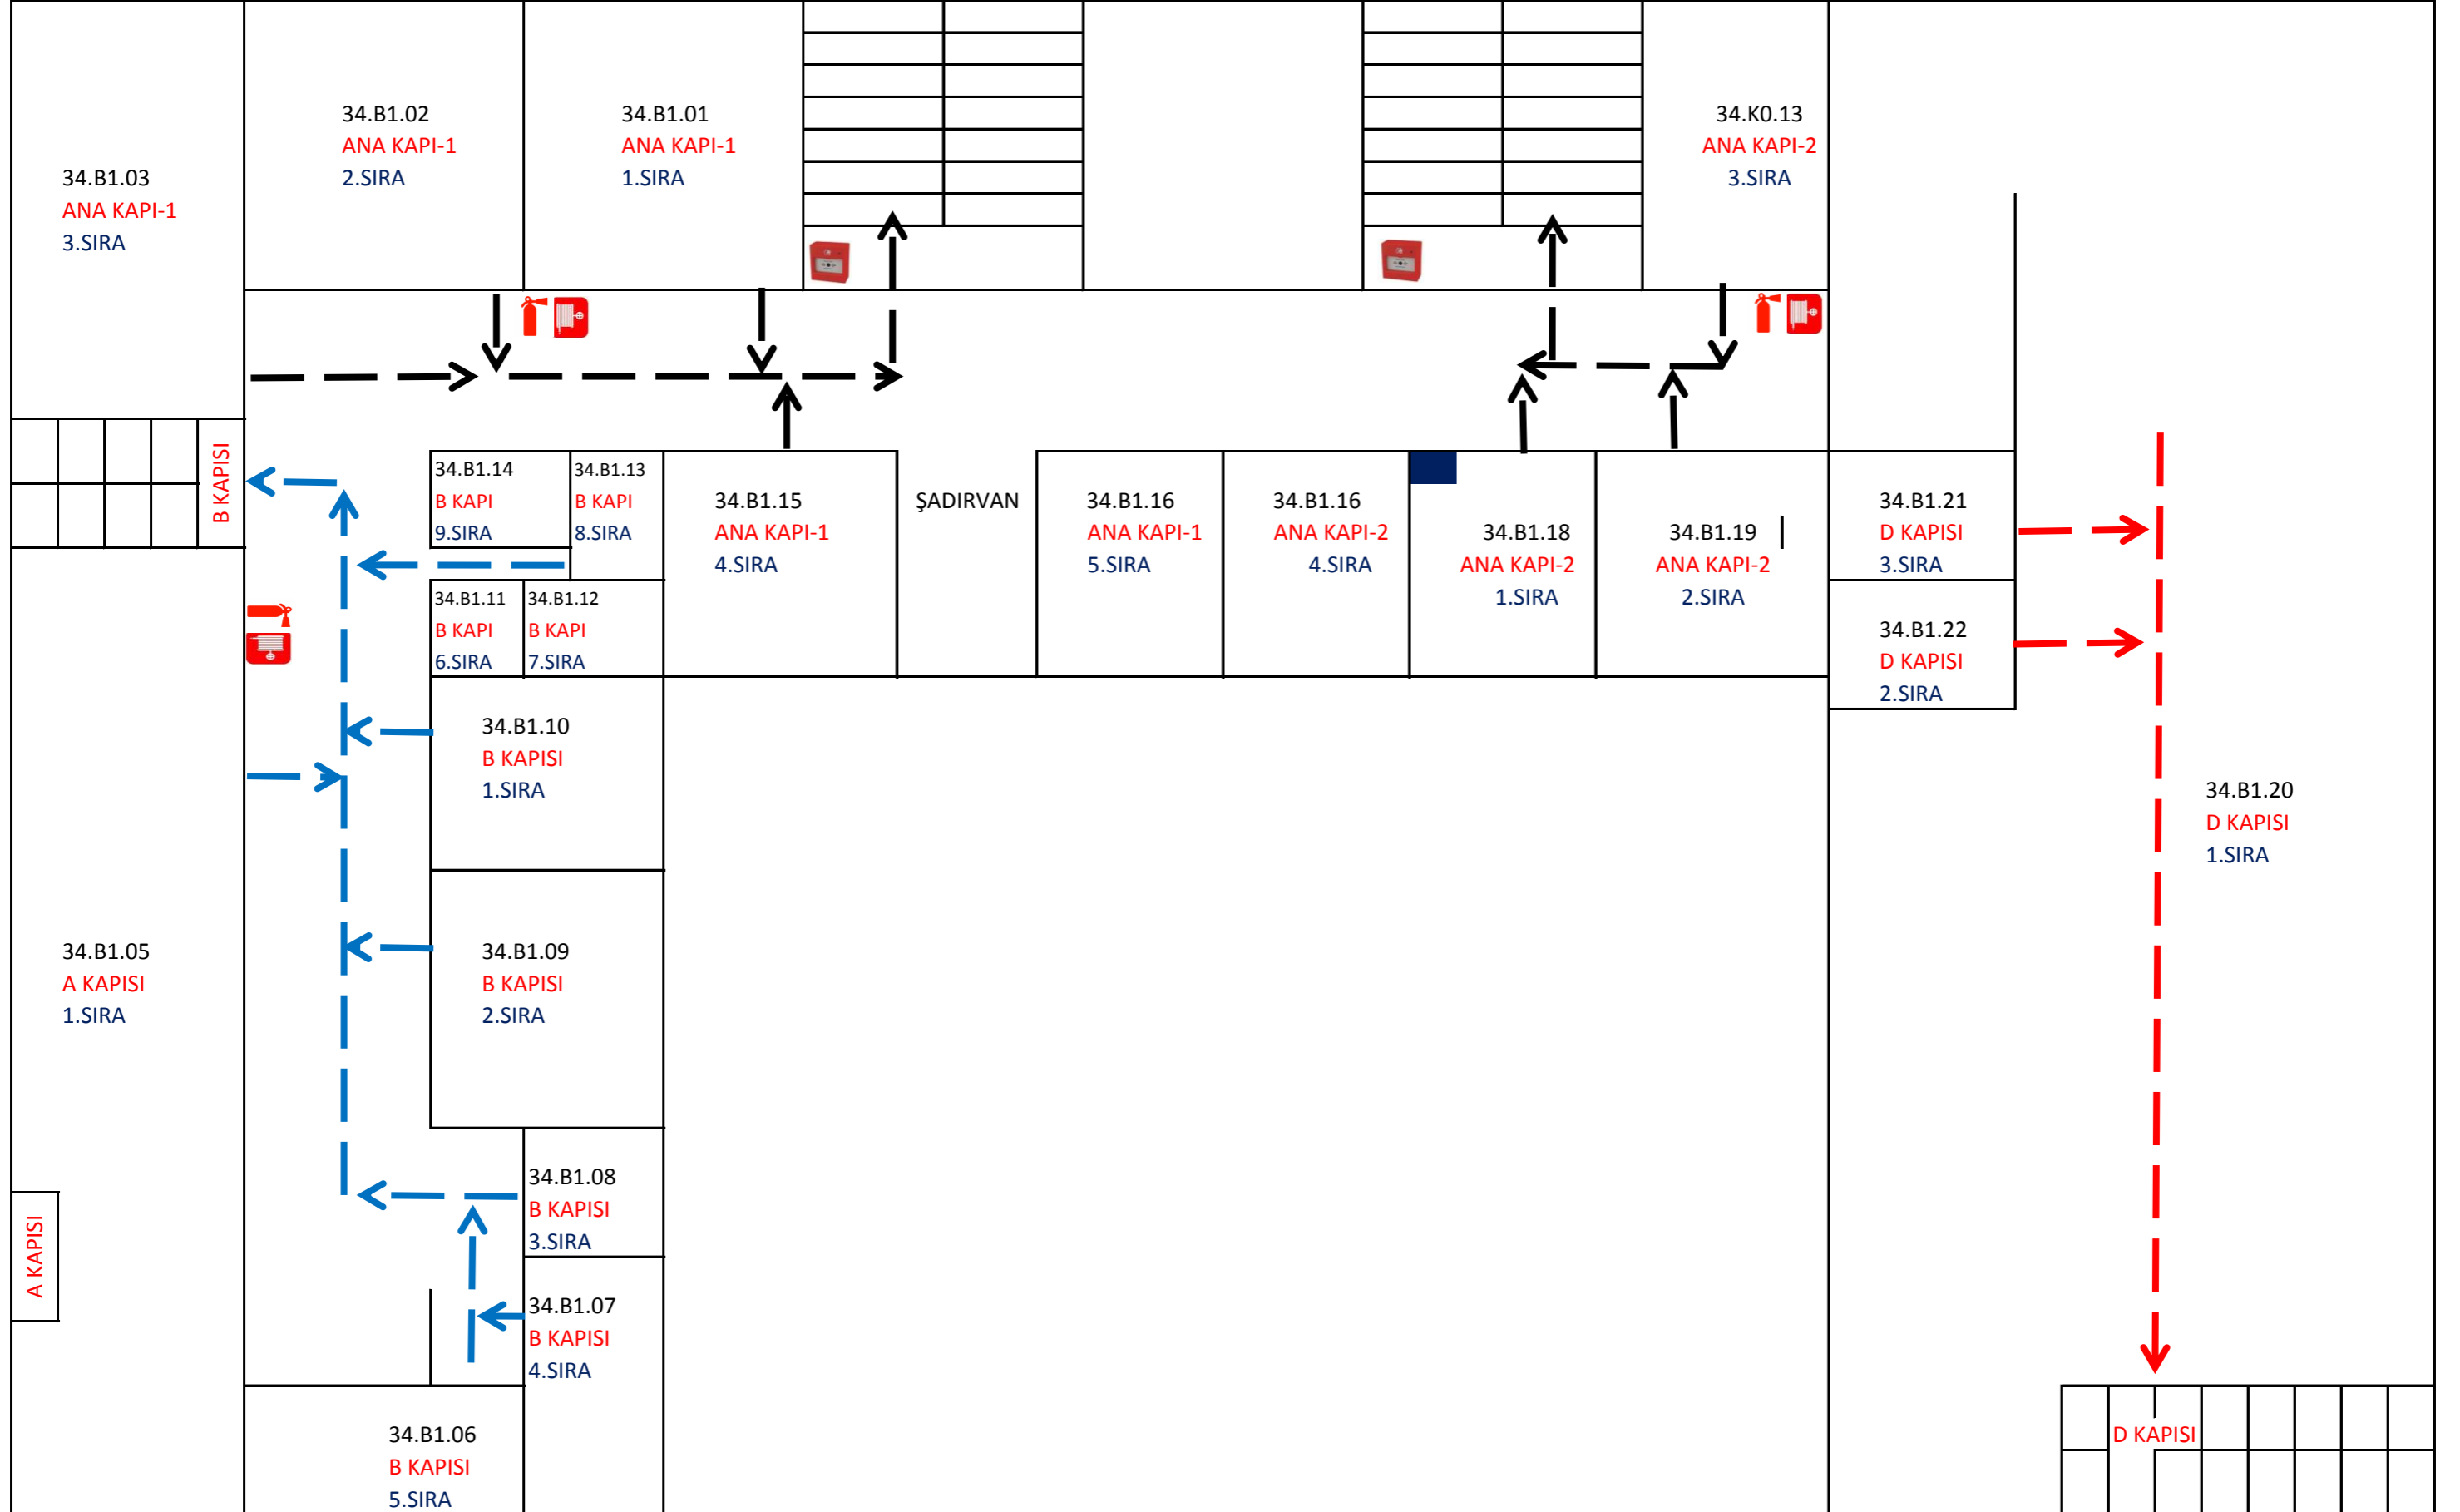 34.B1.03
ANA KAPI-1
3.SIRA
34.B1.02
ANA KAPI-1
2.SIRA
34.B1.01
ANA KAPI-1
1.SIRA
34.K0.13
ANA KAPI-2
3.SIRA
B KAPISI
34.B1.14
B KAPI
9.SIRA
34.B1.13
B KAPI
8.SIRA
34.B1.11
B KAPI
6.SIRA
34.B1.12
B KAPI
7.SIRA
34.B1.15
ANA KAPI-1
4.SIRA
ŞADIRVAN
34.B1.16
ANA KAPI-1
5.SIRA
34.B1.16
ANA KAPI-2
4.SIRA
34.B1.18
ANA KAPI-2
1.SIRA
34.B1.19
ANA KAPI-2
2.SIRA
34.B1.21
D KAPISI
3.SIRA
34.B1.22
D KAPISI
2.SIRA
34.B1.10
B KAPISI
1.SIRA
34.B1.20
D KAPISI
1.SIRA
34.B1.05
A KAPISI
1.SIRA
34.B1.09
B KAPISI
2.SIRA
34.B1.08
B KAPISI
3.SIRA
A KAPISI
34.B1.07
B KAPISI
4.SIRA
34.B1.06
B KAPISI
5.SIRA
D KAPISI